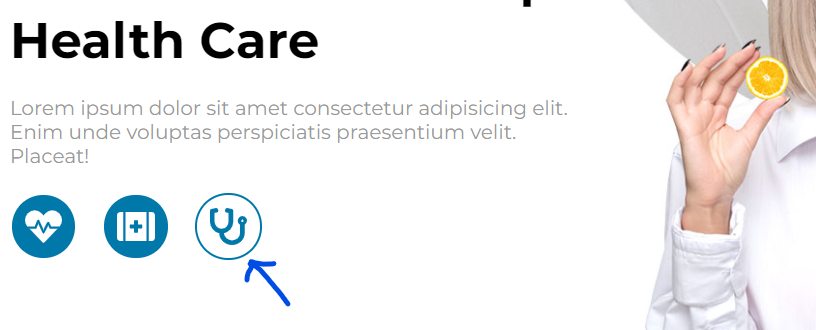 Health Care
Lorem ipsum dolor sit amet consectetur adipisicing elit.
Enim unde voluptas perspiciatis praesentium velit.
Placeat!